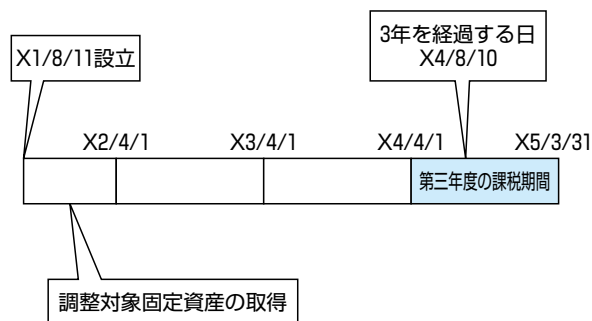 3年を経過する日
X4/8/10
X1/8/11設立
X2/4/1
X3/4/1
X4/4/1
X5/3/31
第三年度の課税期間
調整対象固定資産の取得